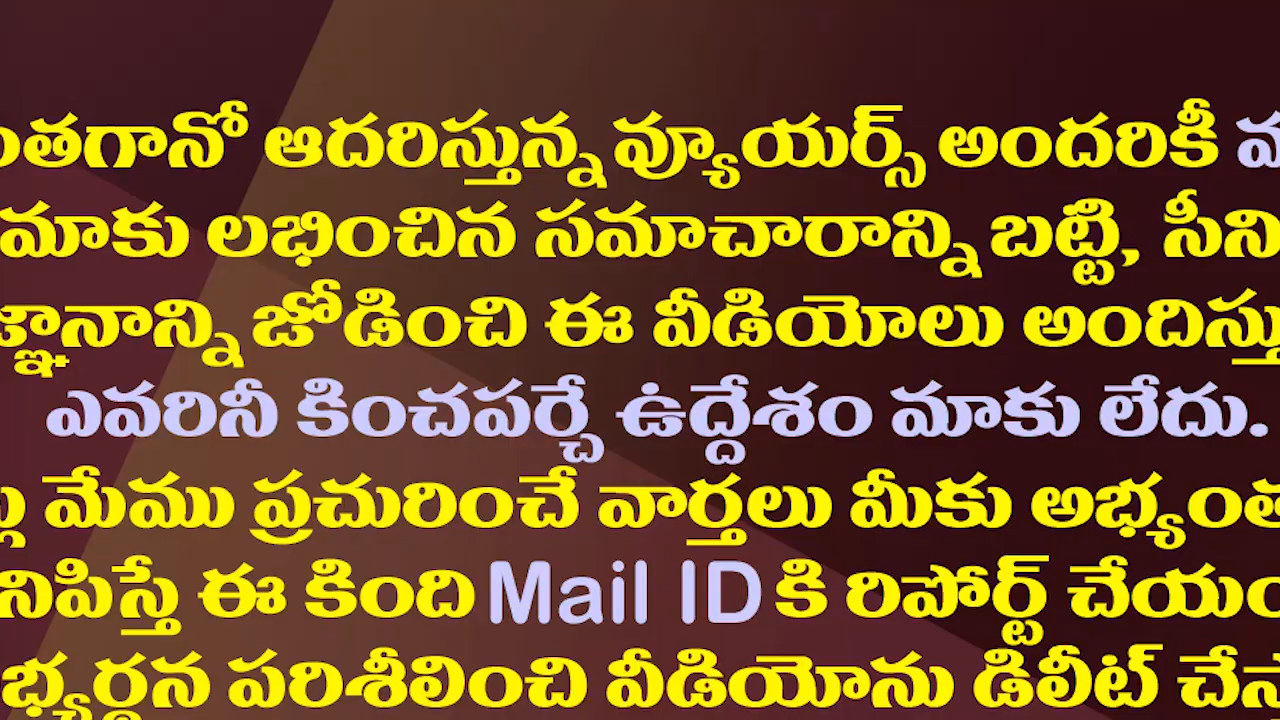 ఆదరిస్తున్న వ్యూయర్స్ అందరికీ
మాకు లభించిన సమాచారాన్ని బట్టి,
జోడించి ఈ వీడియోలు
ఎవరినీ కించపర్చే ఉద్దేశం మాకు లేదు.
మేము ప్రచురించే వార్తలు మీకు
ఈ కింది Mail ID కి రిపోర్ట్
పరిశీలించి వీడియోను డిలీట్